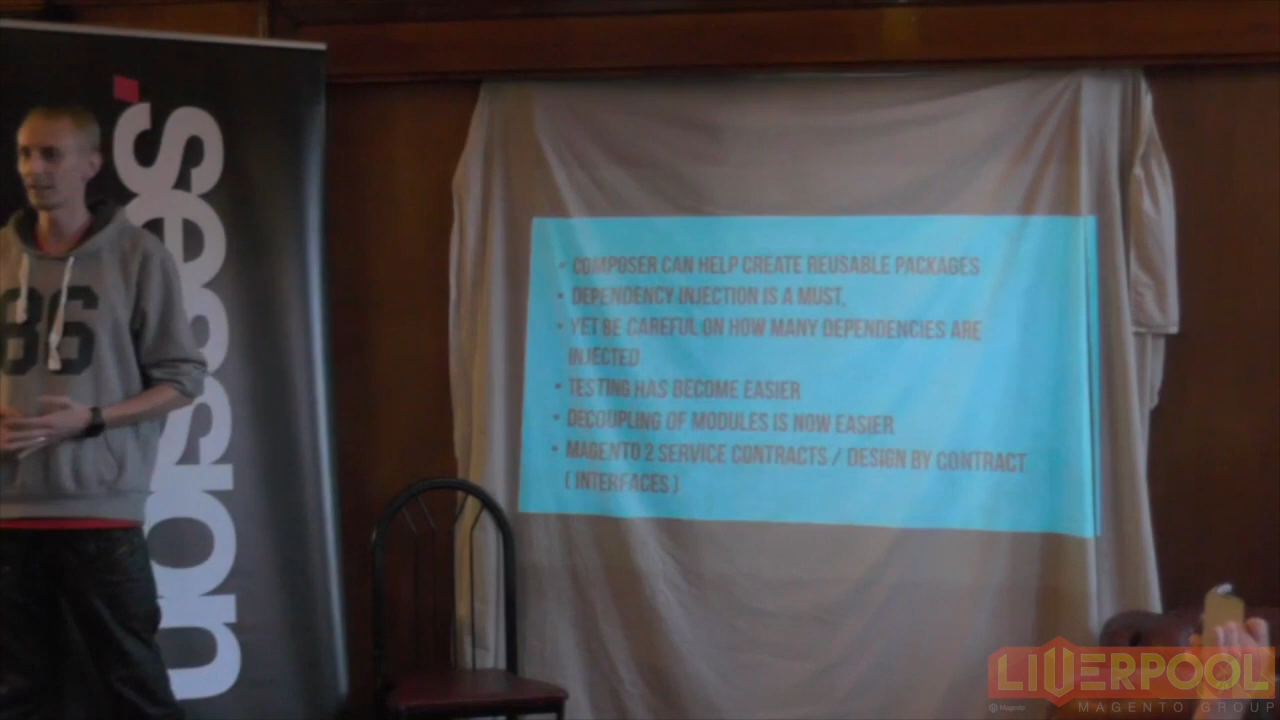 session
86
• COMPOSER CAN HELP CREATE REUSABLE PACKAGES
• DEPENDENCY INJECTION IS A MUST,
• YET BE CAREFUL ON HOW MANY DEPENDENCIES ARE
INJECTED
• TESTING HAS BECOME EASIER
• DECOUPLING OF MODULES IS NOW EASIER
• MAGENTO 2 SERVICE CONTRACTS / DESIGN BY CONTRACT
( INTERFACES )
LIVERPOOL
Magento
MAGENTO GROUP